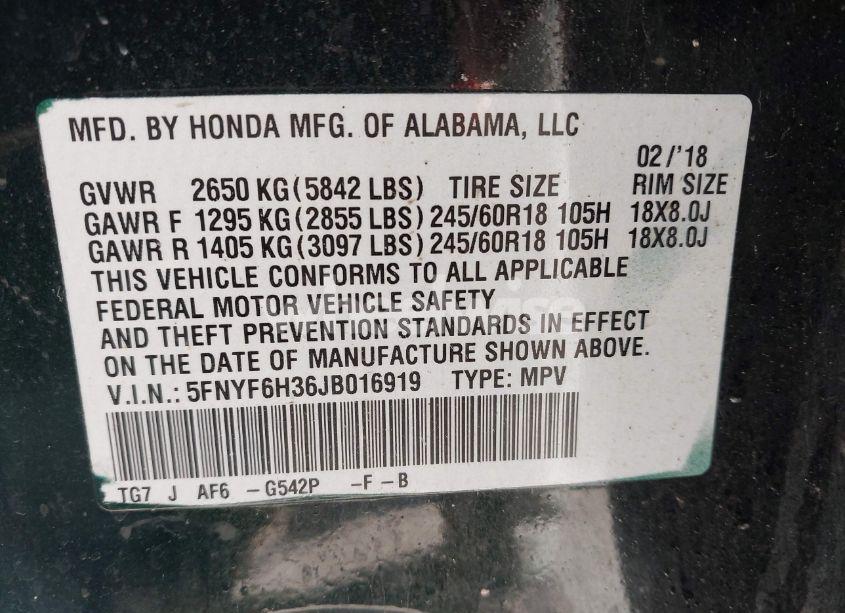 MFD. BY HONDA MFG. OF ALABAMA, LLC
02/'18
GVWR 2650 KG(5842 LBS) TIRE SIZE RIM SIZE
GAWR F 1295 KG(2855 LBS) 245/60R18 105H 18X8.0J
GAWR R 1405 KG(3097 LBS) 245/60R18 105H 18X8.0J
THIS VEHICLE CONFORMS TO ALL APPLICABLE
FEDERAL MOTOR VEHICLE SAFETY
AND THEFT PREVENTION STANDARDS IN EFFECT
ON THE DATE OF MANUFACTURE SHOWN ABOVE.
V.I.N.: 5FNYF6H36JB016919 TYPE: MPV
TG7 J AF6 -G542P -F -B